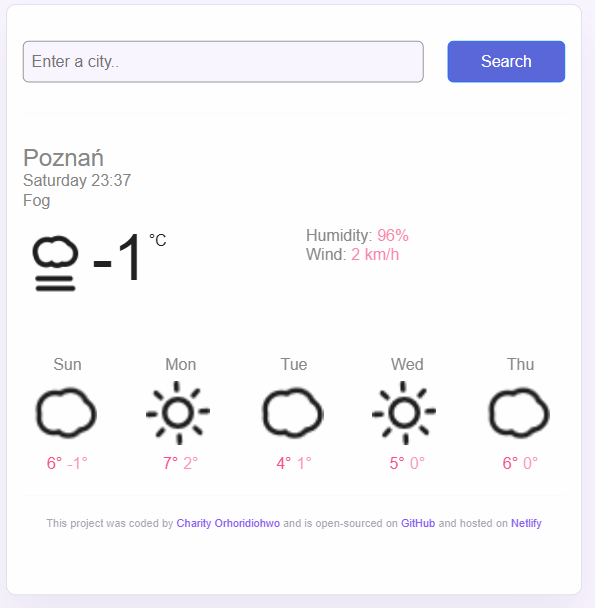 Enter a city..
Search
Poznań
Saturday 23:37
Fog
-1 °C
Humidity: 96%
Wind: 2 km/h
Sun Mon Tue Wed Thu
6° -1° 7° 2° 4° 1° 5° 0° 6° 0°
This project was coded by Charity Orhoridiohwo and is open-sourced on GitHub and hosted on Netlify